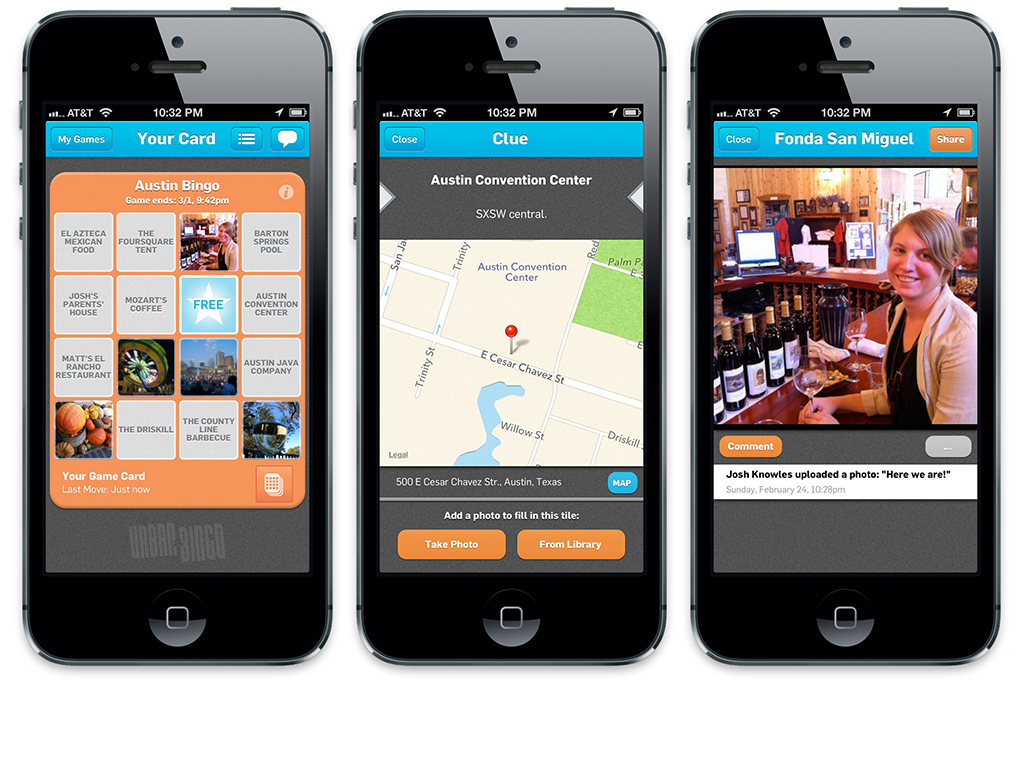 AT&T 10:32 PM
My Games Your Card
Austin Bingo
Game ends: 3/1, 9:42pm
EL AZTECA
MEXICAN
FOOD
THE
FOURSQUARE
TENT
BARTON
SPRINGS
POOL
JOSH'S
PARENTS'
HOUSE
MOZART'S
COFFEE
FREE
AUSTIN
CONVENTION
CENTER
MATT'S EL
RANCHO
RESTAURANT
AUSTIN JAVA
COMPANY
THE DRISKILL
THE COUNTY
LINE
BARBECUE
Your Game Card
Last Move: Just now
URBAN BINGO
AT&T 10:32 PM
Close Clue
Austin Convention Center
SXSW central.
San Ja
Trinity
Red
Palm Pa
E
Austin Convention
Center
E
Trinity St
E Cesar Chavez St
Willow St
Driskill
Legal
500 E Cesar Chavez Str., Austin, Texas MAP
Add a photo to fill in this tile:
Take Photo From Library
AT&T 10:32 PM
Close Fonda San Miguel Share
Comment ...
Josh Knowles uploaded a photo: "Here we are!"
Sunday, February 24, 10:28pm